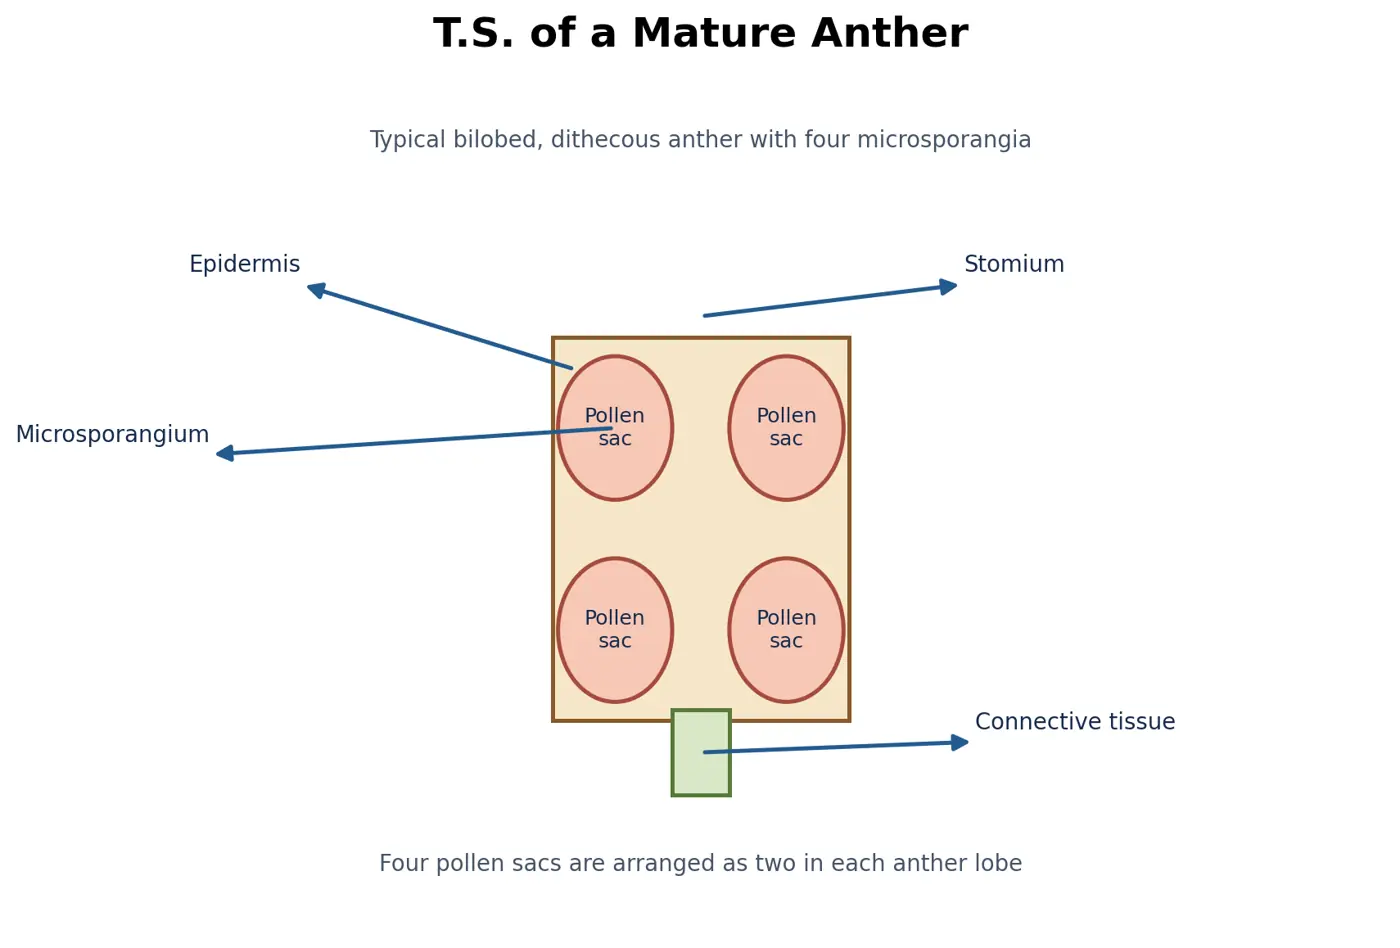 T.S. of a Mature Anther
Typical bilobed, dithecous anther with four microsporangia
Epidermis
Stomium
Microsporangium
Pollen
sac
Pollen
sac
Pollen
sac
Pollen
sac
Connective tissue
Four pollen sacs are arranged as two in each anther lobe